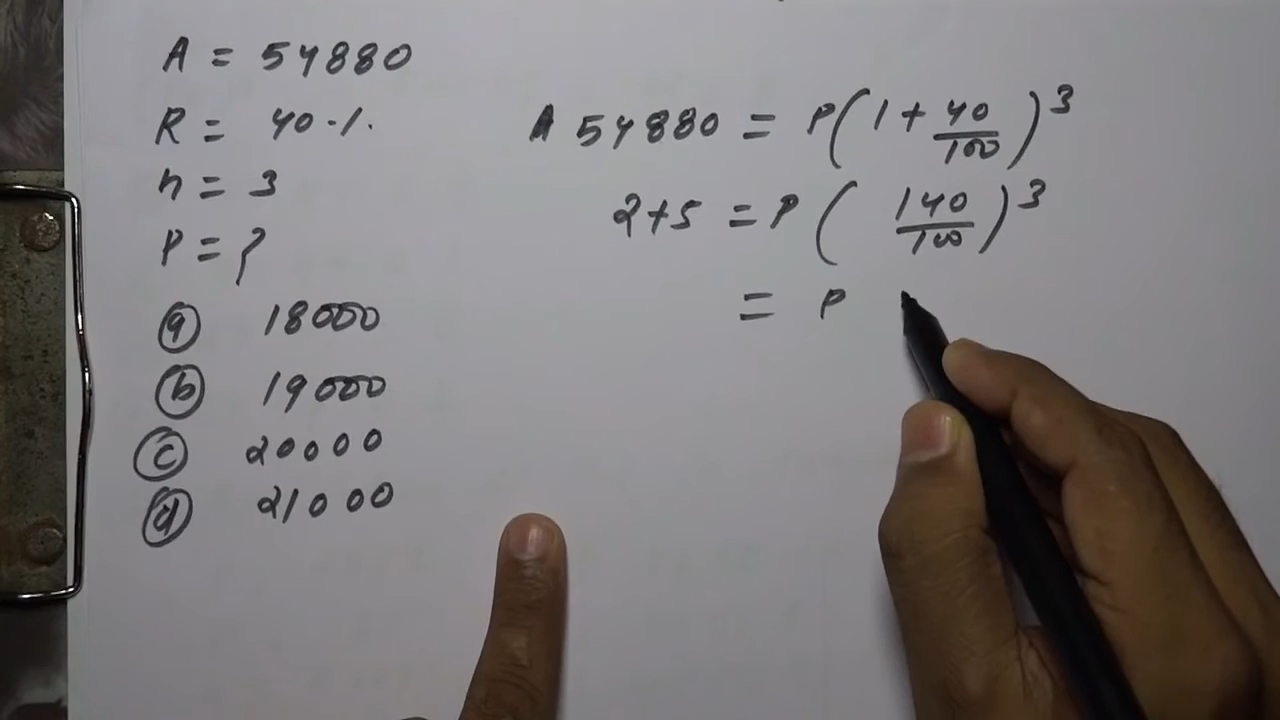 A = 54880
R = 40%
n = 3
P = ?
(a) 18000
(b) 19000
(c) 20000
(d) 21000
A 54880 = P(1 + 40/100)^3
2+5 = P(140/100)^3
= P